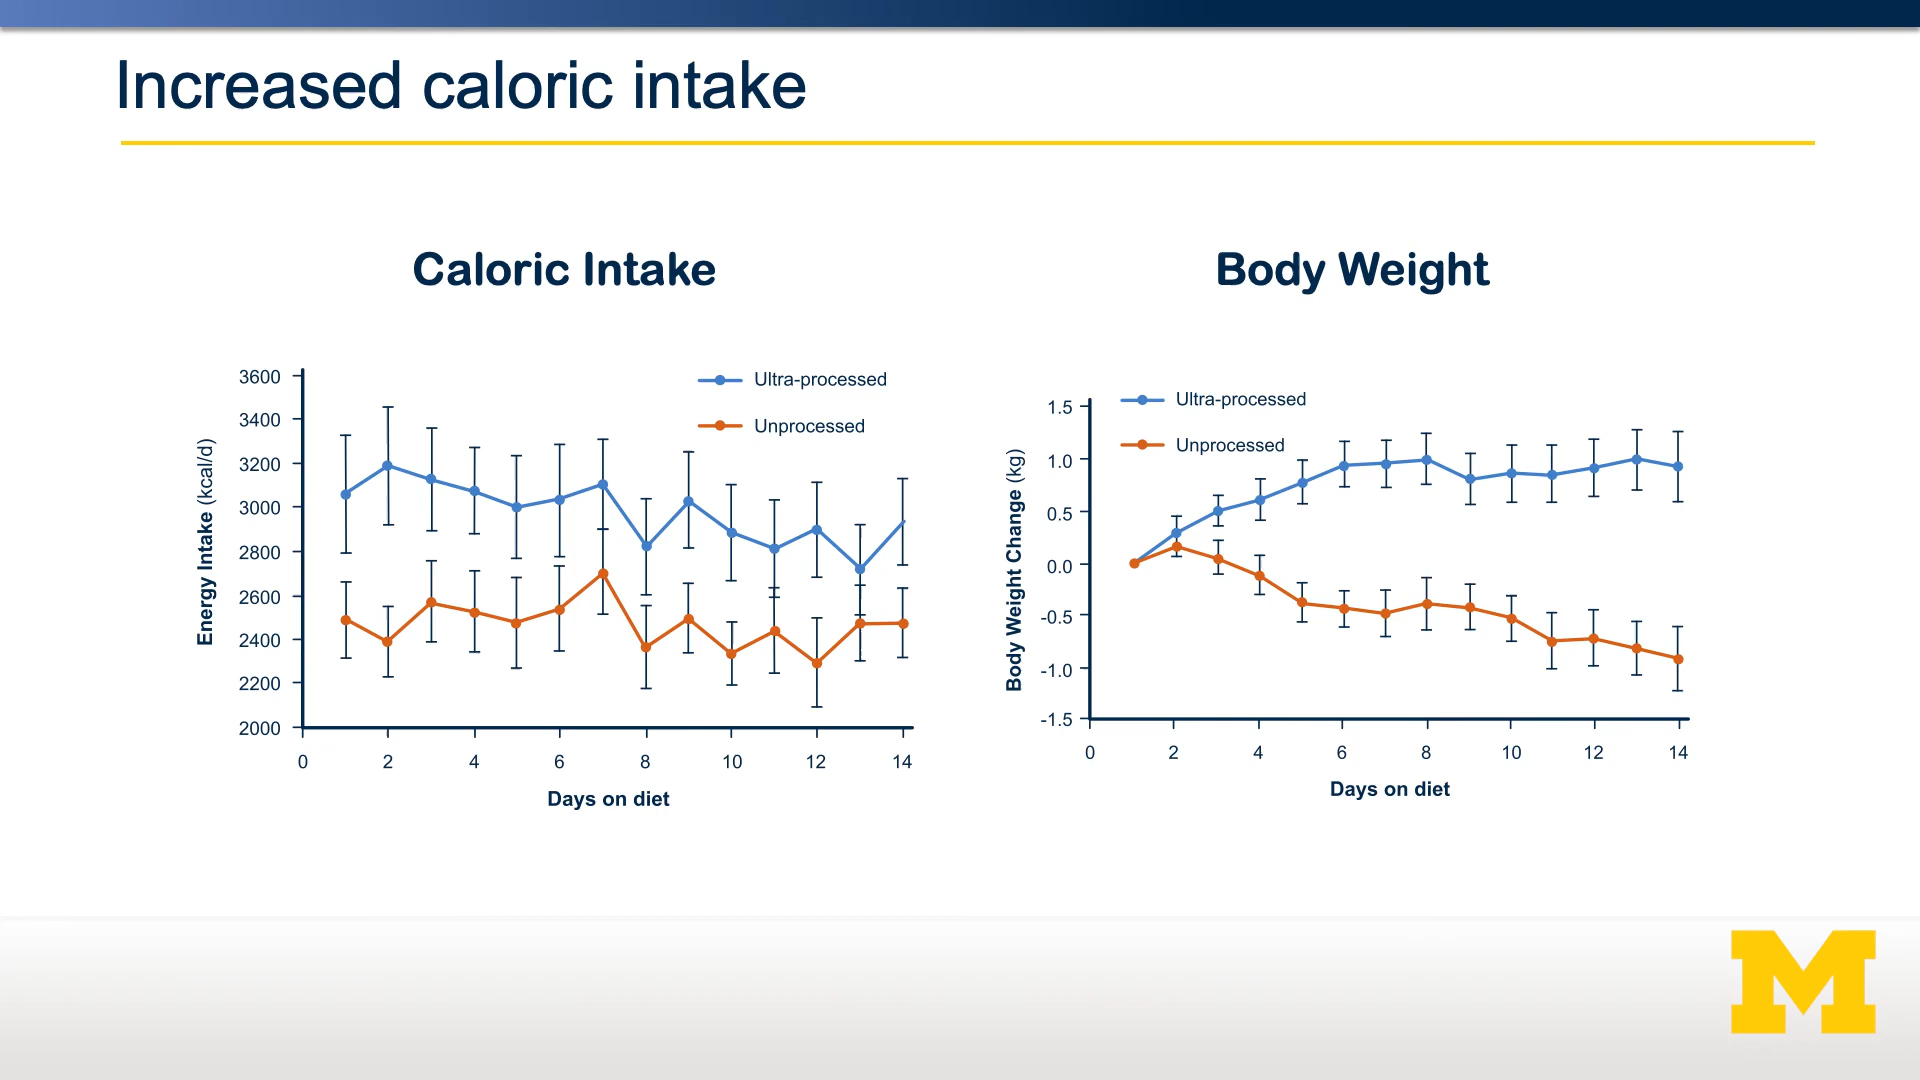 Increased caloric intake
Caloric Intake
Body Weight
Energy Intake (kcal/d)
3600
3400
3200
3000
2800
2600
2400
2200
2000
Ultra-processed
Unprocessed
0 2 4 6 8 10 12 14
Days on diet
Body Weight Change (kg)
1.5
1.0
0.5
0.0
-0.5
-1.0
-1.5
Ultra-processed
Unprocessed
0 2 4 6 8 10 12 14
Days on diet
M